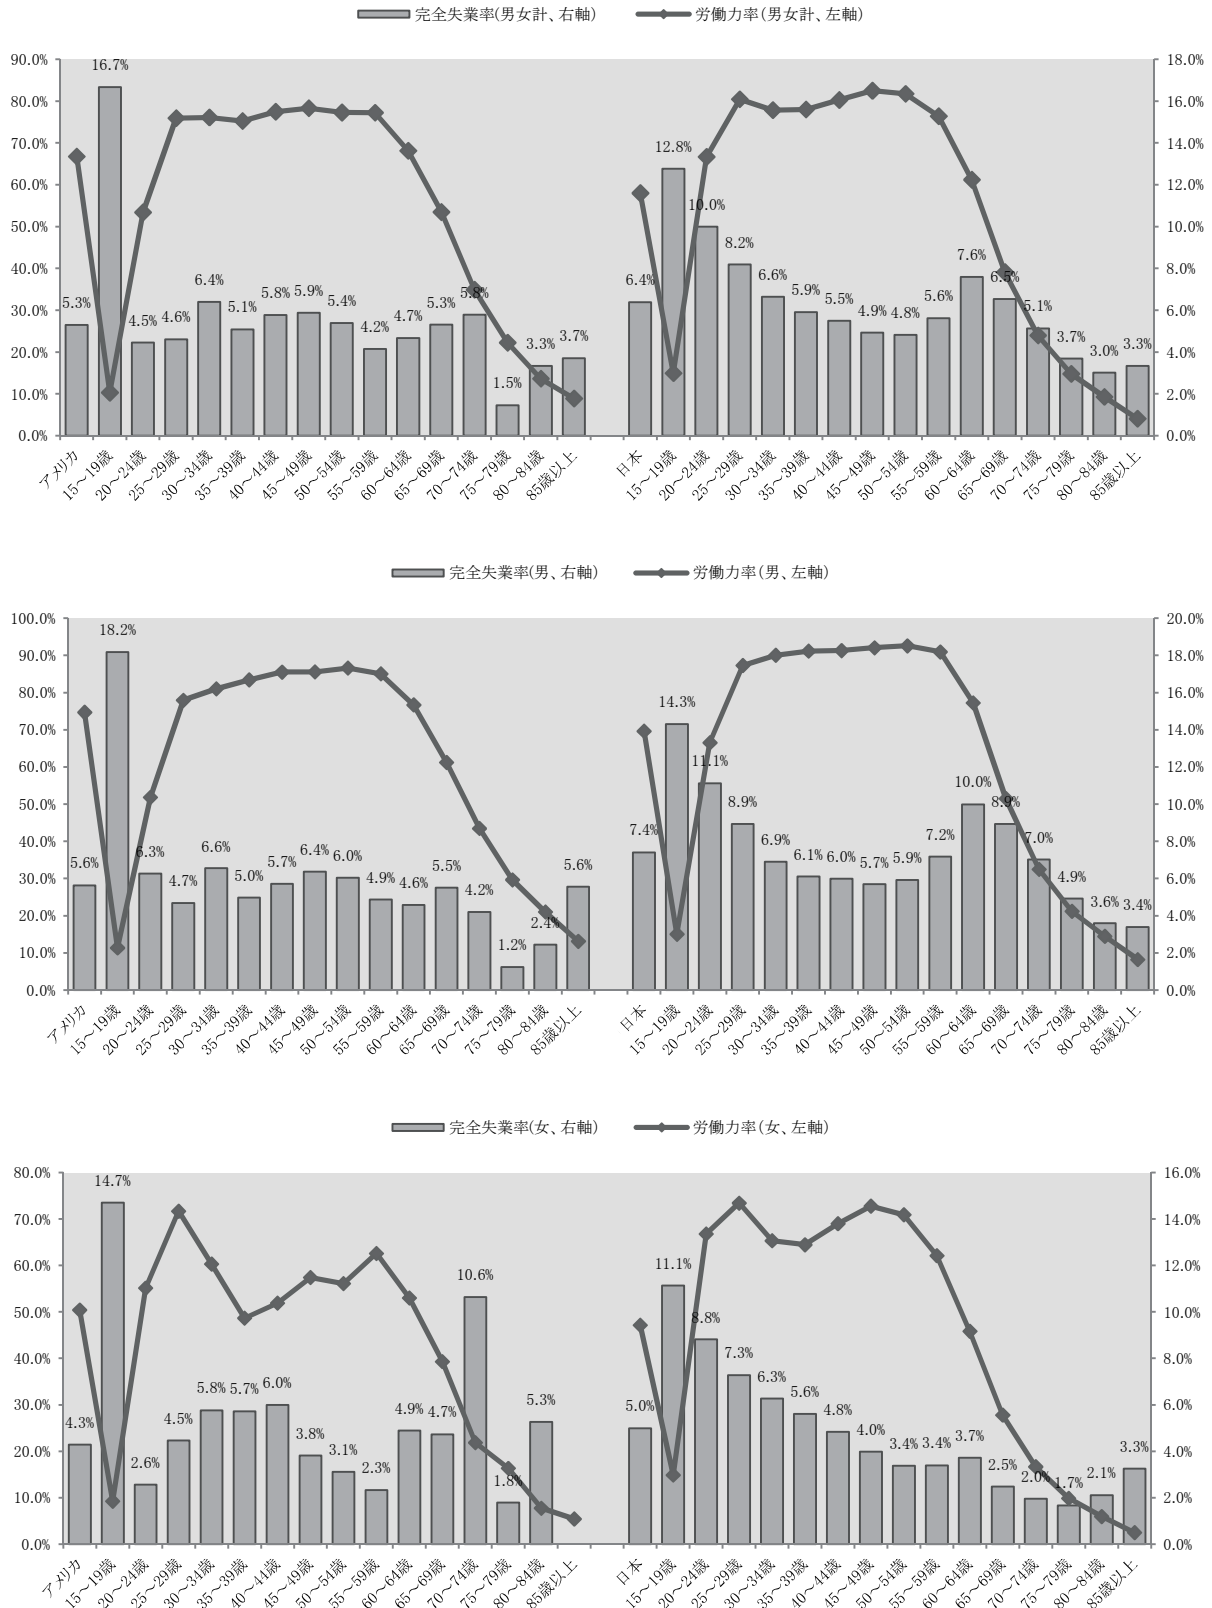 完全失業率(男女計、右軸) 労働力率(男女計、左軸)
90.0% 80.0% 70.0% 60.0% 50.0% 40.0% 30.0% 20.0% 10.0% 0.0%
5.3% 16.7% 4.5% 4.6% 6.4% 5.1% 5.8% 5.9% 5.4% 4.2% 4.7% 5.3% 5.8% 1.5% 3.3% 3.7%
6.4% 12.8% 10.0% 8.2% 6.6% 5.9% 5.5% 4.9% 4.8% 5.6% 7.6% 6.5% 5.1% 3.7% 3.0% 3.3%
18.0% 16.0% 14.0% 12.0% 10.0% 8.0% 6.0% 4.0% 2.0% 0.0%
アメリカ 15～19歳 20～24歳 25～29歳 30～34歳 35～39歳 40～44歳 45～49歳 50～54歳 55～59歳 60～64歳 65～69歳 70～74歳 75～79歳 80～84歳 85歳以上
日本 15～19歳 20～24歳 25～29歳 30～34歳 35～39歳 40～44歳 45～49歳 50～54歳 55～59歳 60～64歳 65～69歳 70～74歳 75～79歳 80～84歳 85歳以上
完全失業率(男、右軸) 労働力率(男、左軸)
100.0% 90.0% 80.0% 70.0% 60.0% 50.0% 40.0% 30.0% 20.0% 10.0% 0.0%
5.6% 18.2% 6.3% 4.7% 6.6% 5.0% 5.7% 6.4% 6.0% 4.9% 4.6% 5.5% 4.2% 1.2% 2.4% 5.6%
7.4% 14.3% 11.1% 8.9% 6.9% 6.1% 6.0% 5.7% 5.9% 7.2% 10.0% 8.9% 7.0% 4.9% 3.6% 3.4%
20.0% 18.0% 16.0% 14.0% 12.0% 10.0% 8.0% 6.0% 4.0% 2.0% 0.0%
アメリカ 15～19歳 20～24歳 25～29歳 30～34歳 35～39歳 40～44歳 45～49歳 50～54歳 55～59歳 60～64歳 65～69歳 70～74歳 75～79歳 80～84歳 85歳以上
日本 15～19歳 20～24歳 25～29歳 30～34歳 35～39歳 40～44歳 45～49歳 50～54歳 55～59歳 60～64歳 65～69歳 70～74歳 75～79歳 80～84歳 85歳以上
完全失業率(女、右軸) 労働力率(女、左軸)
80.0% 70.0% 60.0% 50.0% 40.0% 30.0% 20.0% 10.0% 0.0%
4.3% 14.7% 2.6% 4.5% 5.8% 5.7% 6.0% 3.8% 3.1% 2.3% 4.9% 4.7% 10.6% 1.8% 5.3%
5.0% 11.1% 8.8% 7.3% 6.3% 5.6% 4.8% 4.0% 3.4% 3.4% 3.7% 2.5% 2.0% 1.7% 2.1% 3.3%
16.0% 14.0% 12.0% 10.0% 8.0% 6.0% 4.0% 2.0% 0.0%
アメリカ 15～19歳 20～24歳 25～29歳 30～34歳 35～39歳 40～44歳 45～49歳 50～54歳 55～59歳 60～64歳 65～69歳 70～74歳 75～79歳 80～84歳 85歳以上
日本 15～19歳 20～24歳 25～29歳 30～34歳 35～39歳 40～44歳 45～49歳 50～54歳 55～59歳 60～64歳 65～69歳 70～74歳 75～79歳 80～84歳 85歳以上